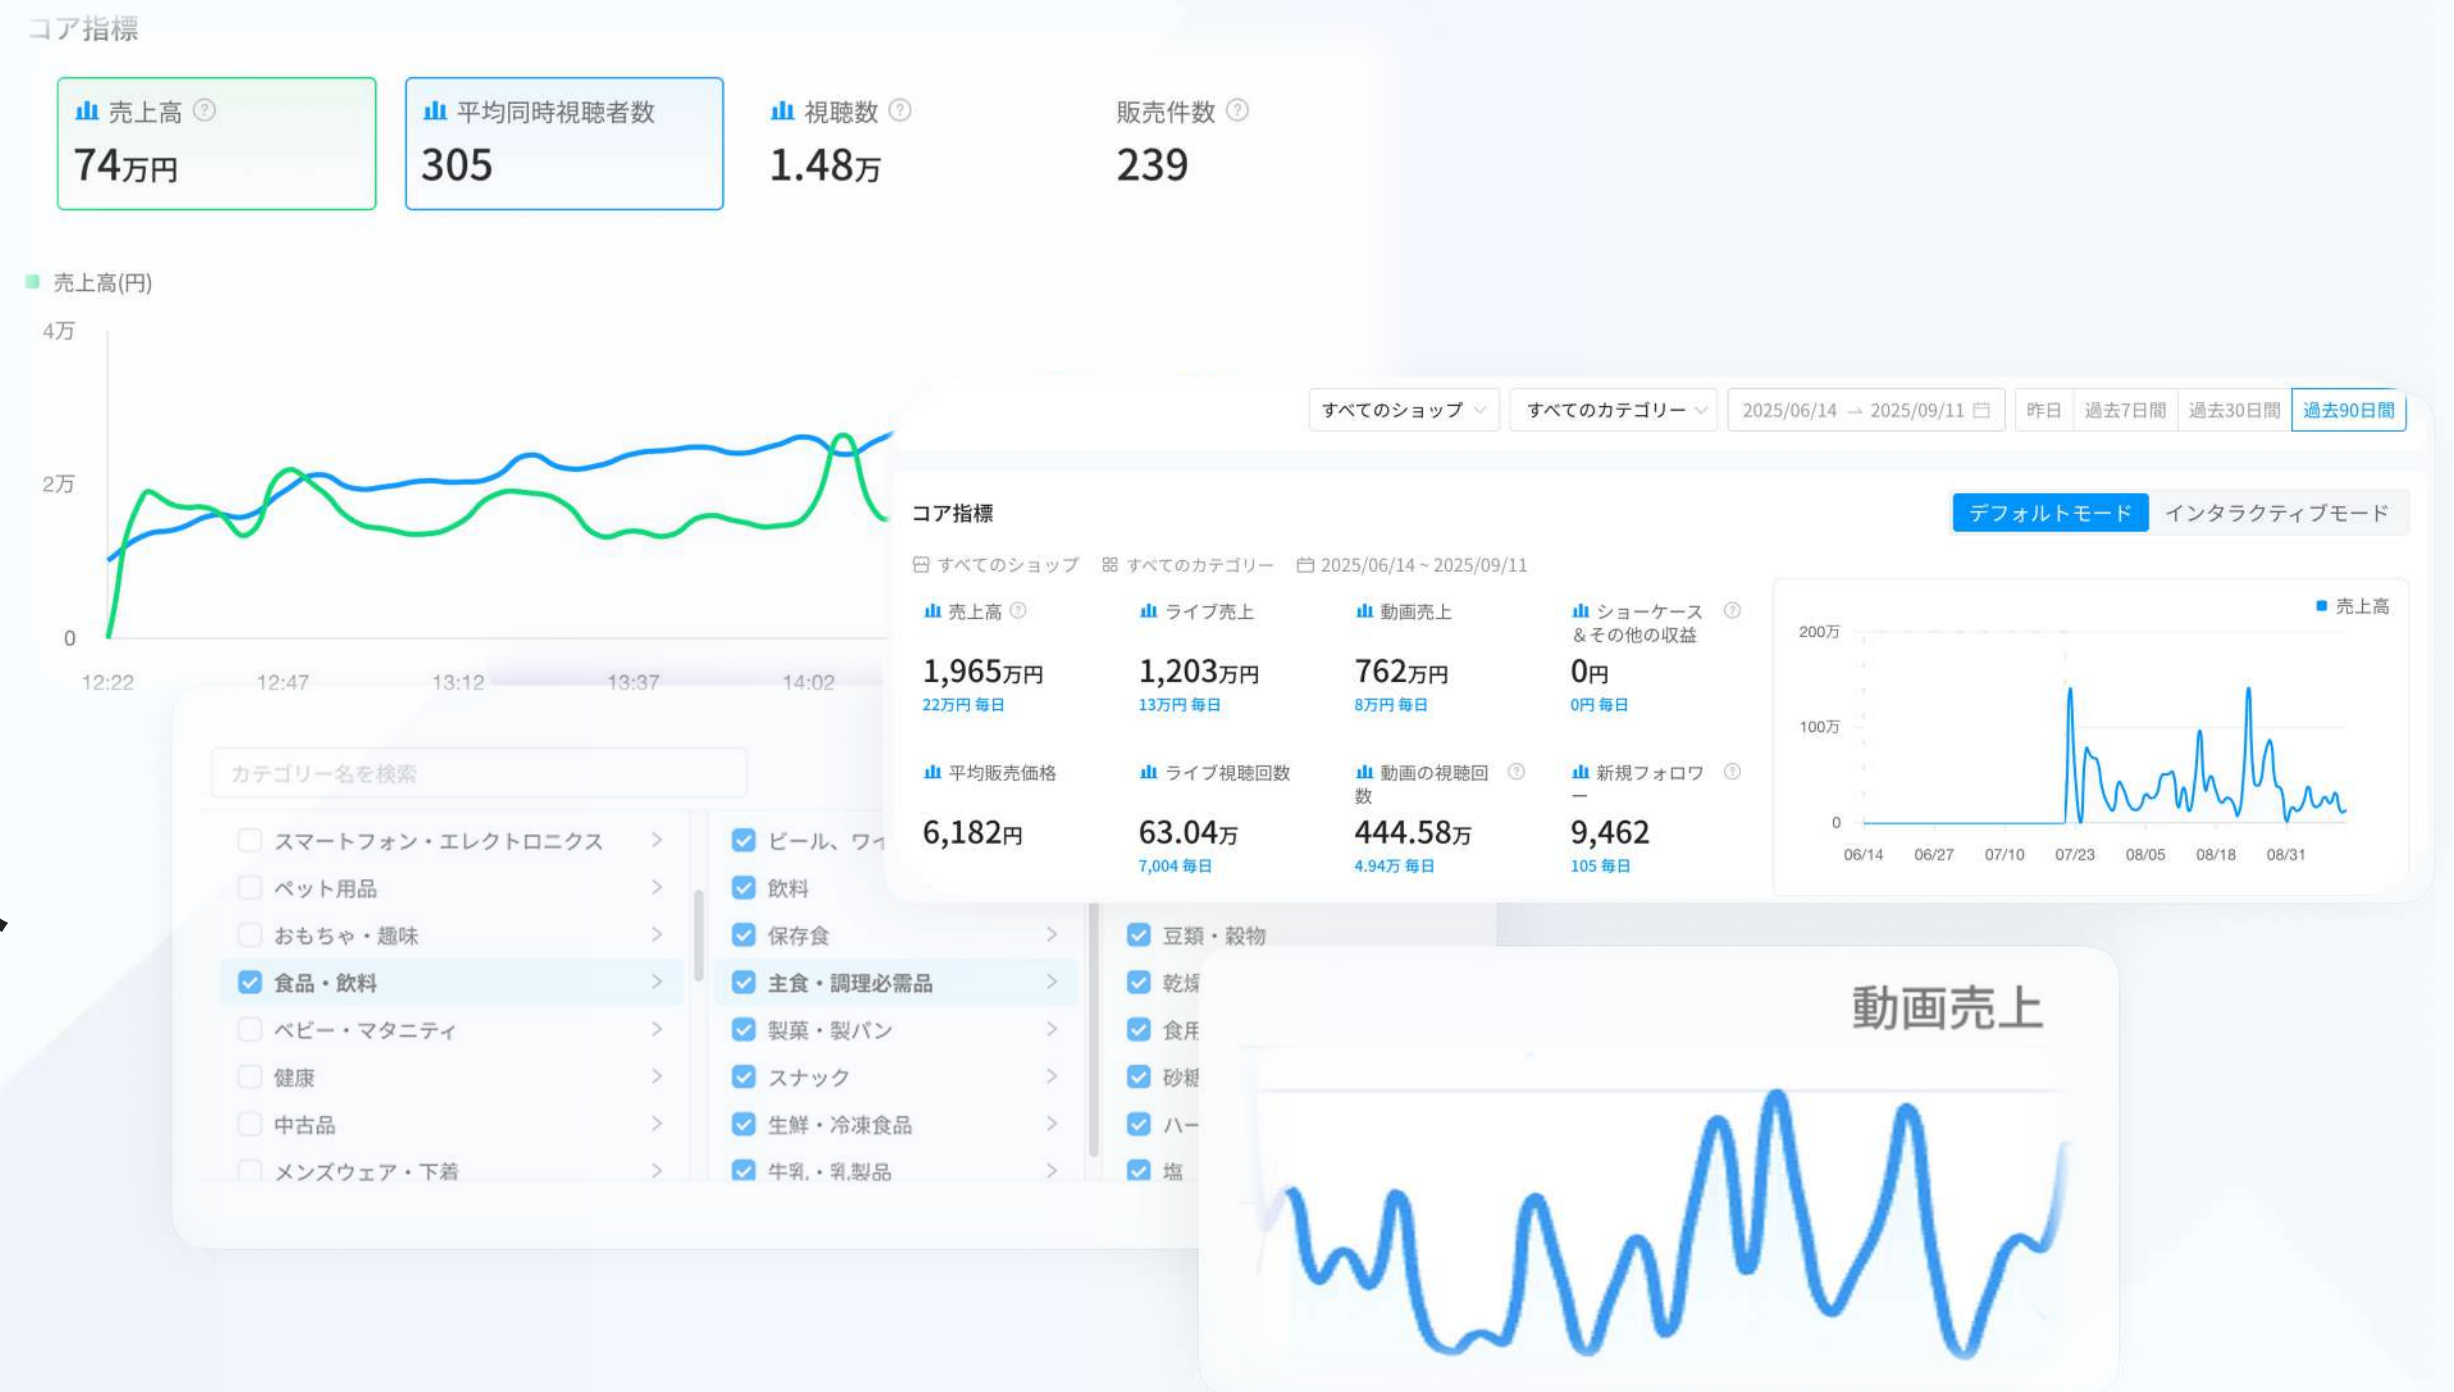 コア指標
売上高
74万円
平均同時視聴者数
305
視聴数
1.48万
販売件数
239
売上高(円)
4万
2万
0
12:22 12:47 13:12 13:37 14:02
すべてのショップ すべてのカテゴリー 2025/06/14 → 2025/09/11 昨日 過去7日間 過去30日間 過去90日間
コア指標
デフォルトモード インタラクティブモード
すべてのショップ すべてのカテゴリー 2025/06/14 ~ 2025/09/11
売上高
1,965万円
22万円 毎日
ライブ売上
1,203万円
13万円 毎日
動画売上
762万円
8万円 毎日
ショーケース
&その他の収益
0円
0円 毎日
平均販売価格
6,182円
ライブ視聴回数
63.04万
7,004 毎日
動画の視聴回
数
444.58万
4.94万 毎日
新規フォロワ
ー
9,462
105 毎日
売上高
200万
100万
0
06/14 06/27 07/10 07/23 08/05 08/18 08/31
カテゴリー名を検索
スマートフォン・エレクトロニクス
ペット用品
おもちゃ・趣味
食品・飲料
ベビー・マタニティ
健康
中古品
メンズウェア・下着
ビール、ワイ
飲料
保存食
主食・調理必需品
製菓・製パン
スナック
生鮮・冷凍食品
牛乳・乳製品
豆類・穀物
乾燥
食用
砂糖
ハー
塩
動画売上